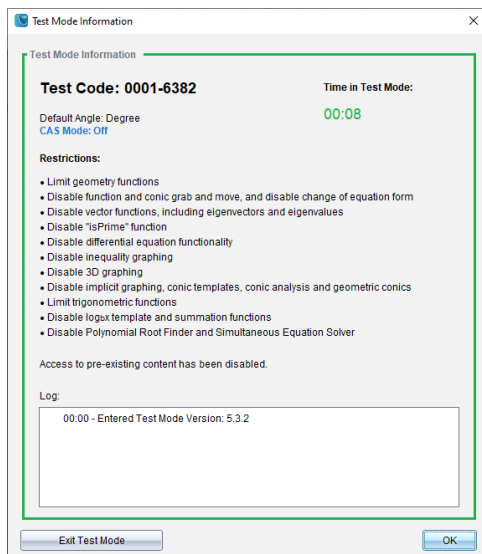 Test Mode Information
Test Mode Information
Test Code: 0001-6382
Time in Test Mode:
00:08
Default Angle: Degree
CAS Mode: Off
Restrictions:
• Limit geometry functions
• Disable function and conic grab and move, and disable change of equation form
• Disable vector functions, including eigenvectors and eigenvalues
• Disable "isPrime" function
• Disable differential equation functionality
• Disable inequality graphing
• Disable 3D graphing
• Disable implicit graphing, conic templates, conic analysis and geometric conics
• Limit trigonometric functions
• Disable logbx template and summation functions
• Disable Polynomial Root Finder and Simultaneous Equation Solver
Access to pre-existing content has been disabled.
Log:
00:00 - Entered Test Mode Version: 5.3.2
Exit Test Mode
OK